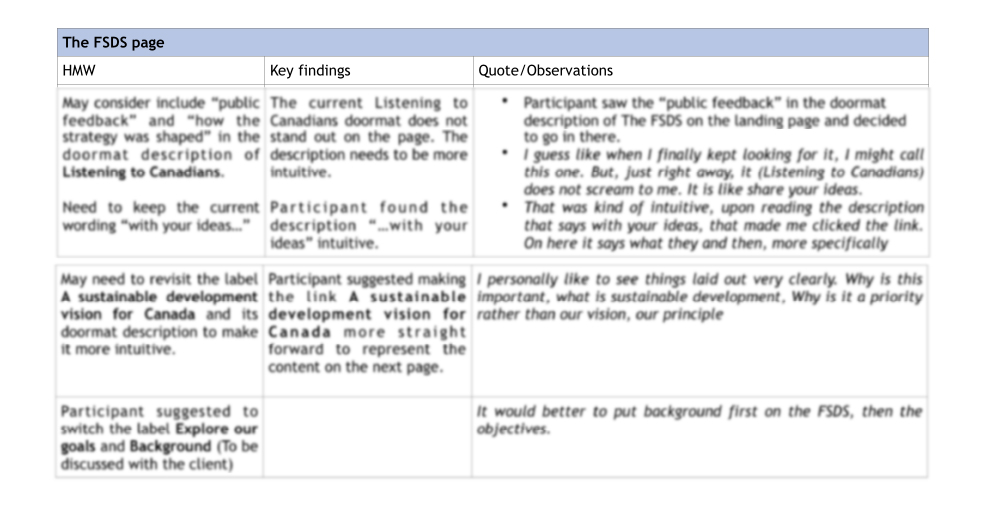 The FSDS page
HMW
Key findings
Quote/Observations
May consider include “public
feedback” and “how the
strategy was shaped” in the
doormat description of
Listening to Canadians.
Need to keep the current
wording “with your ideas…”
The current Listening to
Canadians doormat does not
stand out on the page. The
description needs to be more
intuitive.
Participant found the
description “…with your
ideas” intuitive.
• Participant saw the “public feedback” in the doormat
description of The FSDS on the landing page and decided
to go in there.
• I guess like when I finally kept looking for it, I might call
this one. But, just right away, it (Listening to Canadians)
does not scream to me. It is like share your ideas.
• That was kind of intuitive, upon reading the description
that says with your ideas, that made me clicked the link.
On here it says what they and then, more specifically
May need to revisit the label
A sustainable development
vision for Canada and its
doormat description to make
it more intuitive.
Participant suggested making
the link A sustainable
development vision for
Canada more straight
forward to represent the
content on the next page.
I personally like to see things laid out very clearly. Why is this
important, what is sustainable development, Why is it a priority
rather than our vision, our principle
Participant suggested to
switch the label Explore our
goals and Background (To be
discussed with the client)
It would better to put background first on the FSDS, then the
objectives.